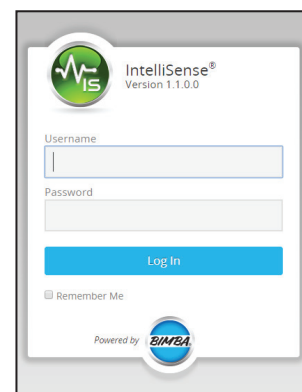 IS
IntelliSense®
Version 1.1.0.0
Username
Password
Log In
Remember Me
Powered by BIMBA